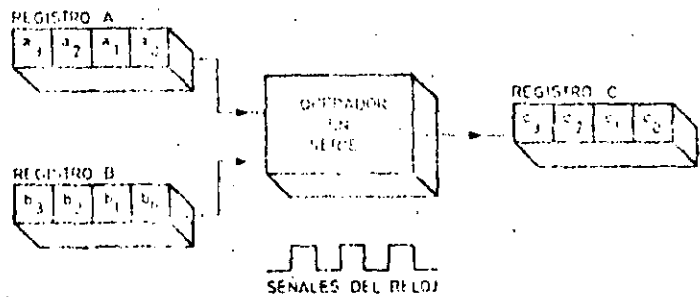 REGISTRO A
a3 a2 a1 a0
OPERADOR
EN
SERIE
REGISTRO C
c3 c2 c1 c0
REGISTRO B
b3 b2 b1 b0
SEÑALES DEL RELOJ